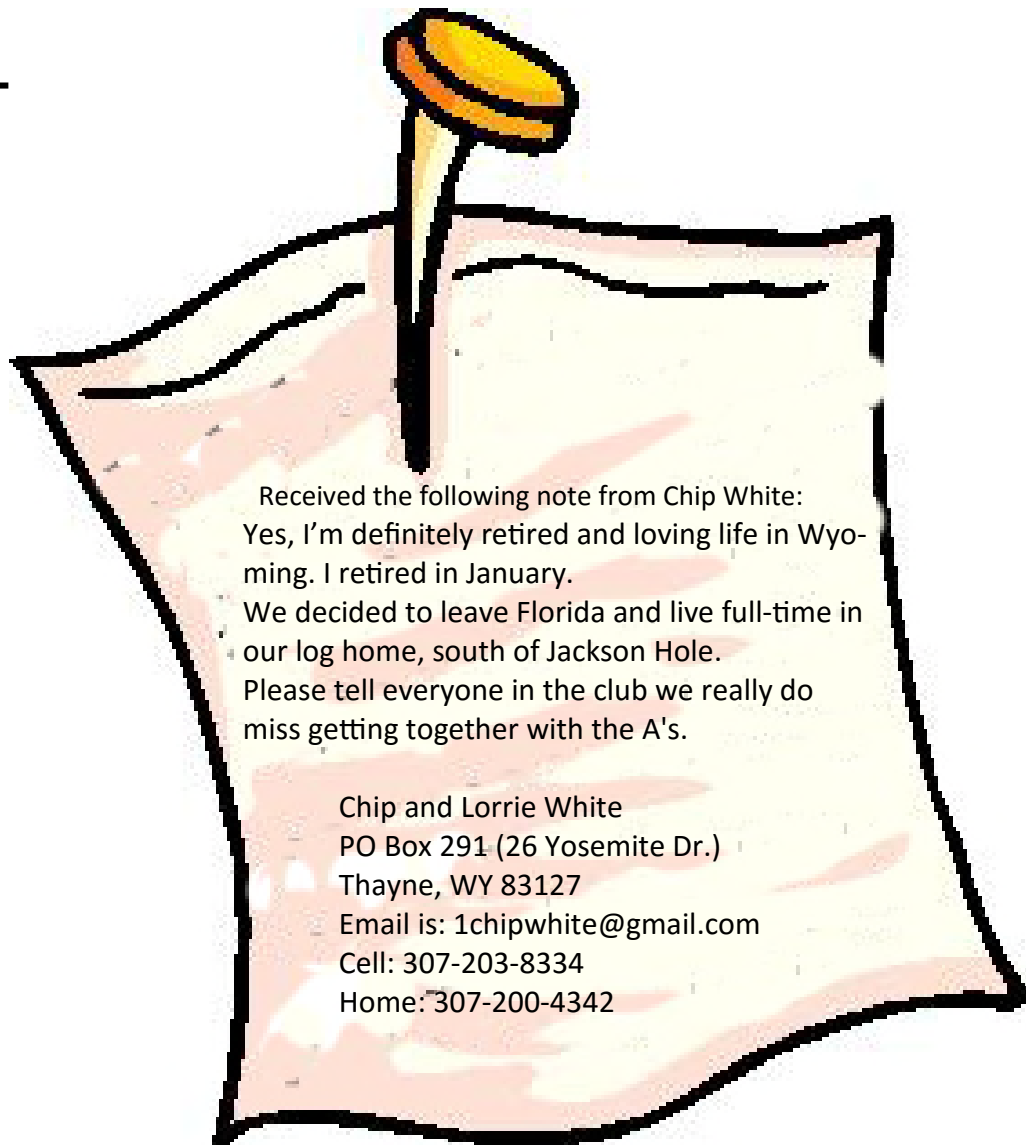 Received the following note from Chip White:
Yes, I’m definitely retired and loving life in Wyo-
ming. I retired in January.
We decided to leave Florida and live full-time in
our log home, south of Jackson Hole.
Please tell everyone in the club we really do
miss getting together with the A's.
Chip and Lorrie White
PO Box 291 (26 Yosemite Dr.)
Thayne, WY 83127
Email is: 1chipwhite@gmail.com
Cell: 307-203-8334
Home: 307-200-4342